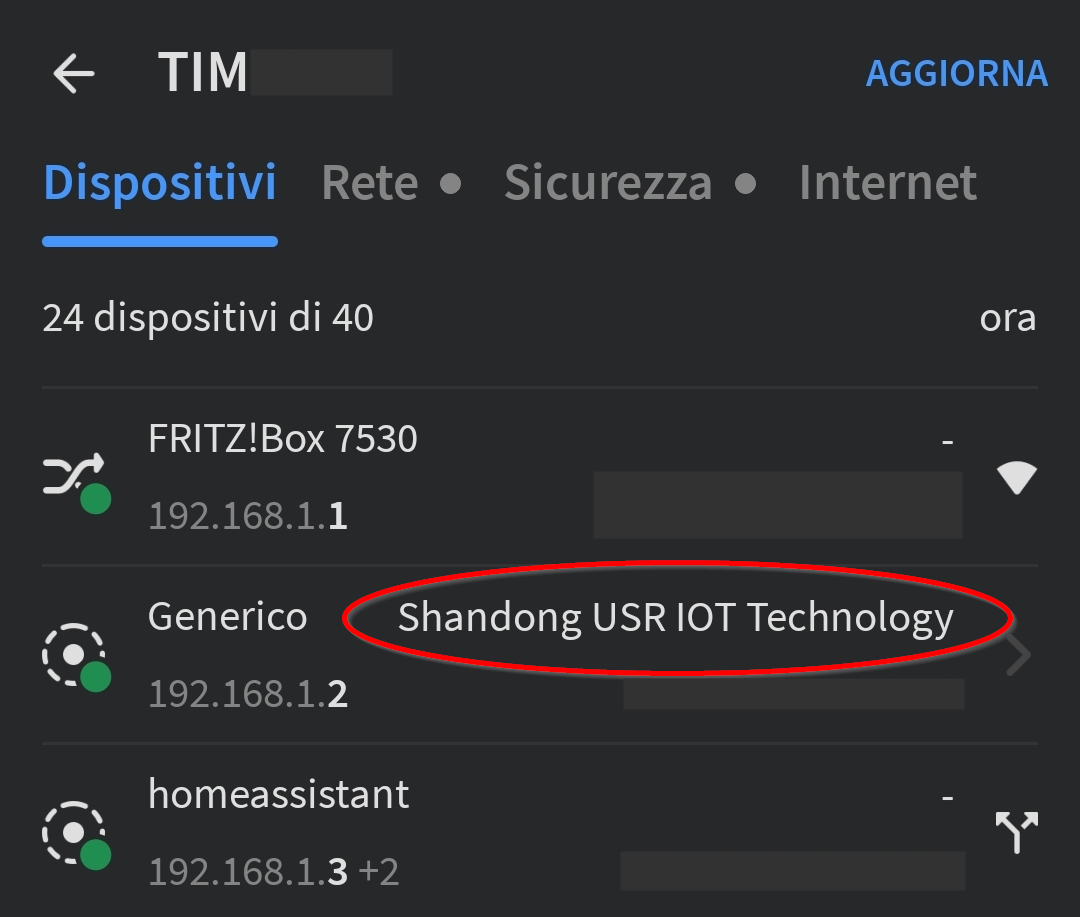 TIM
AGGIORNA
Dispositivi Rete Sicurezza Internet
24 dispositivi di 40
ora
FRITZ!Box 7530
-
192.168.1.1
Generico
Shandong USR IOT Technology
192.168.1.2
homeassistant
-
192.168.1.3 +2